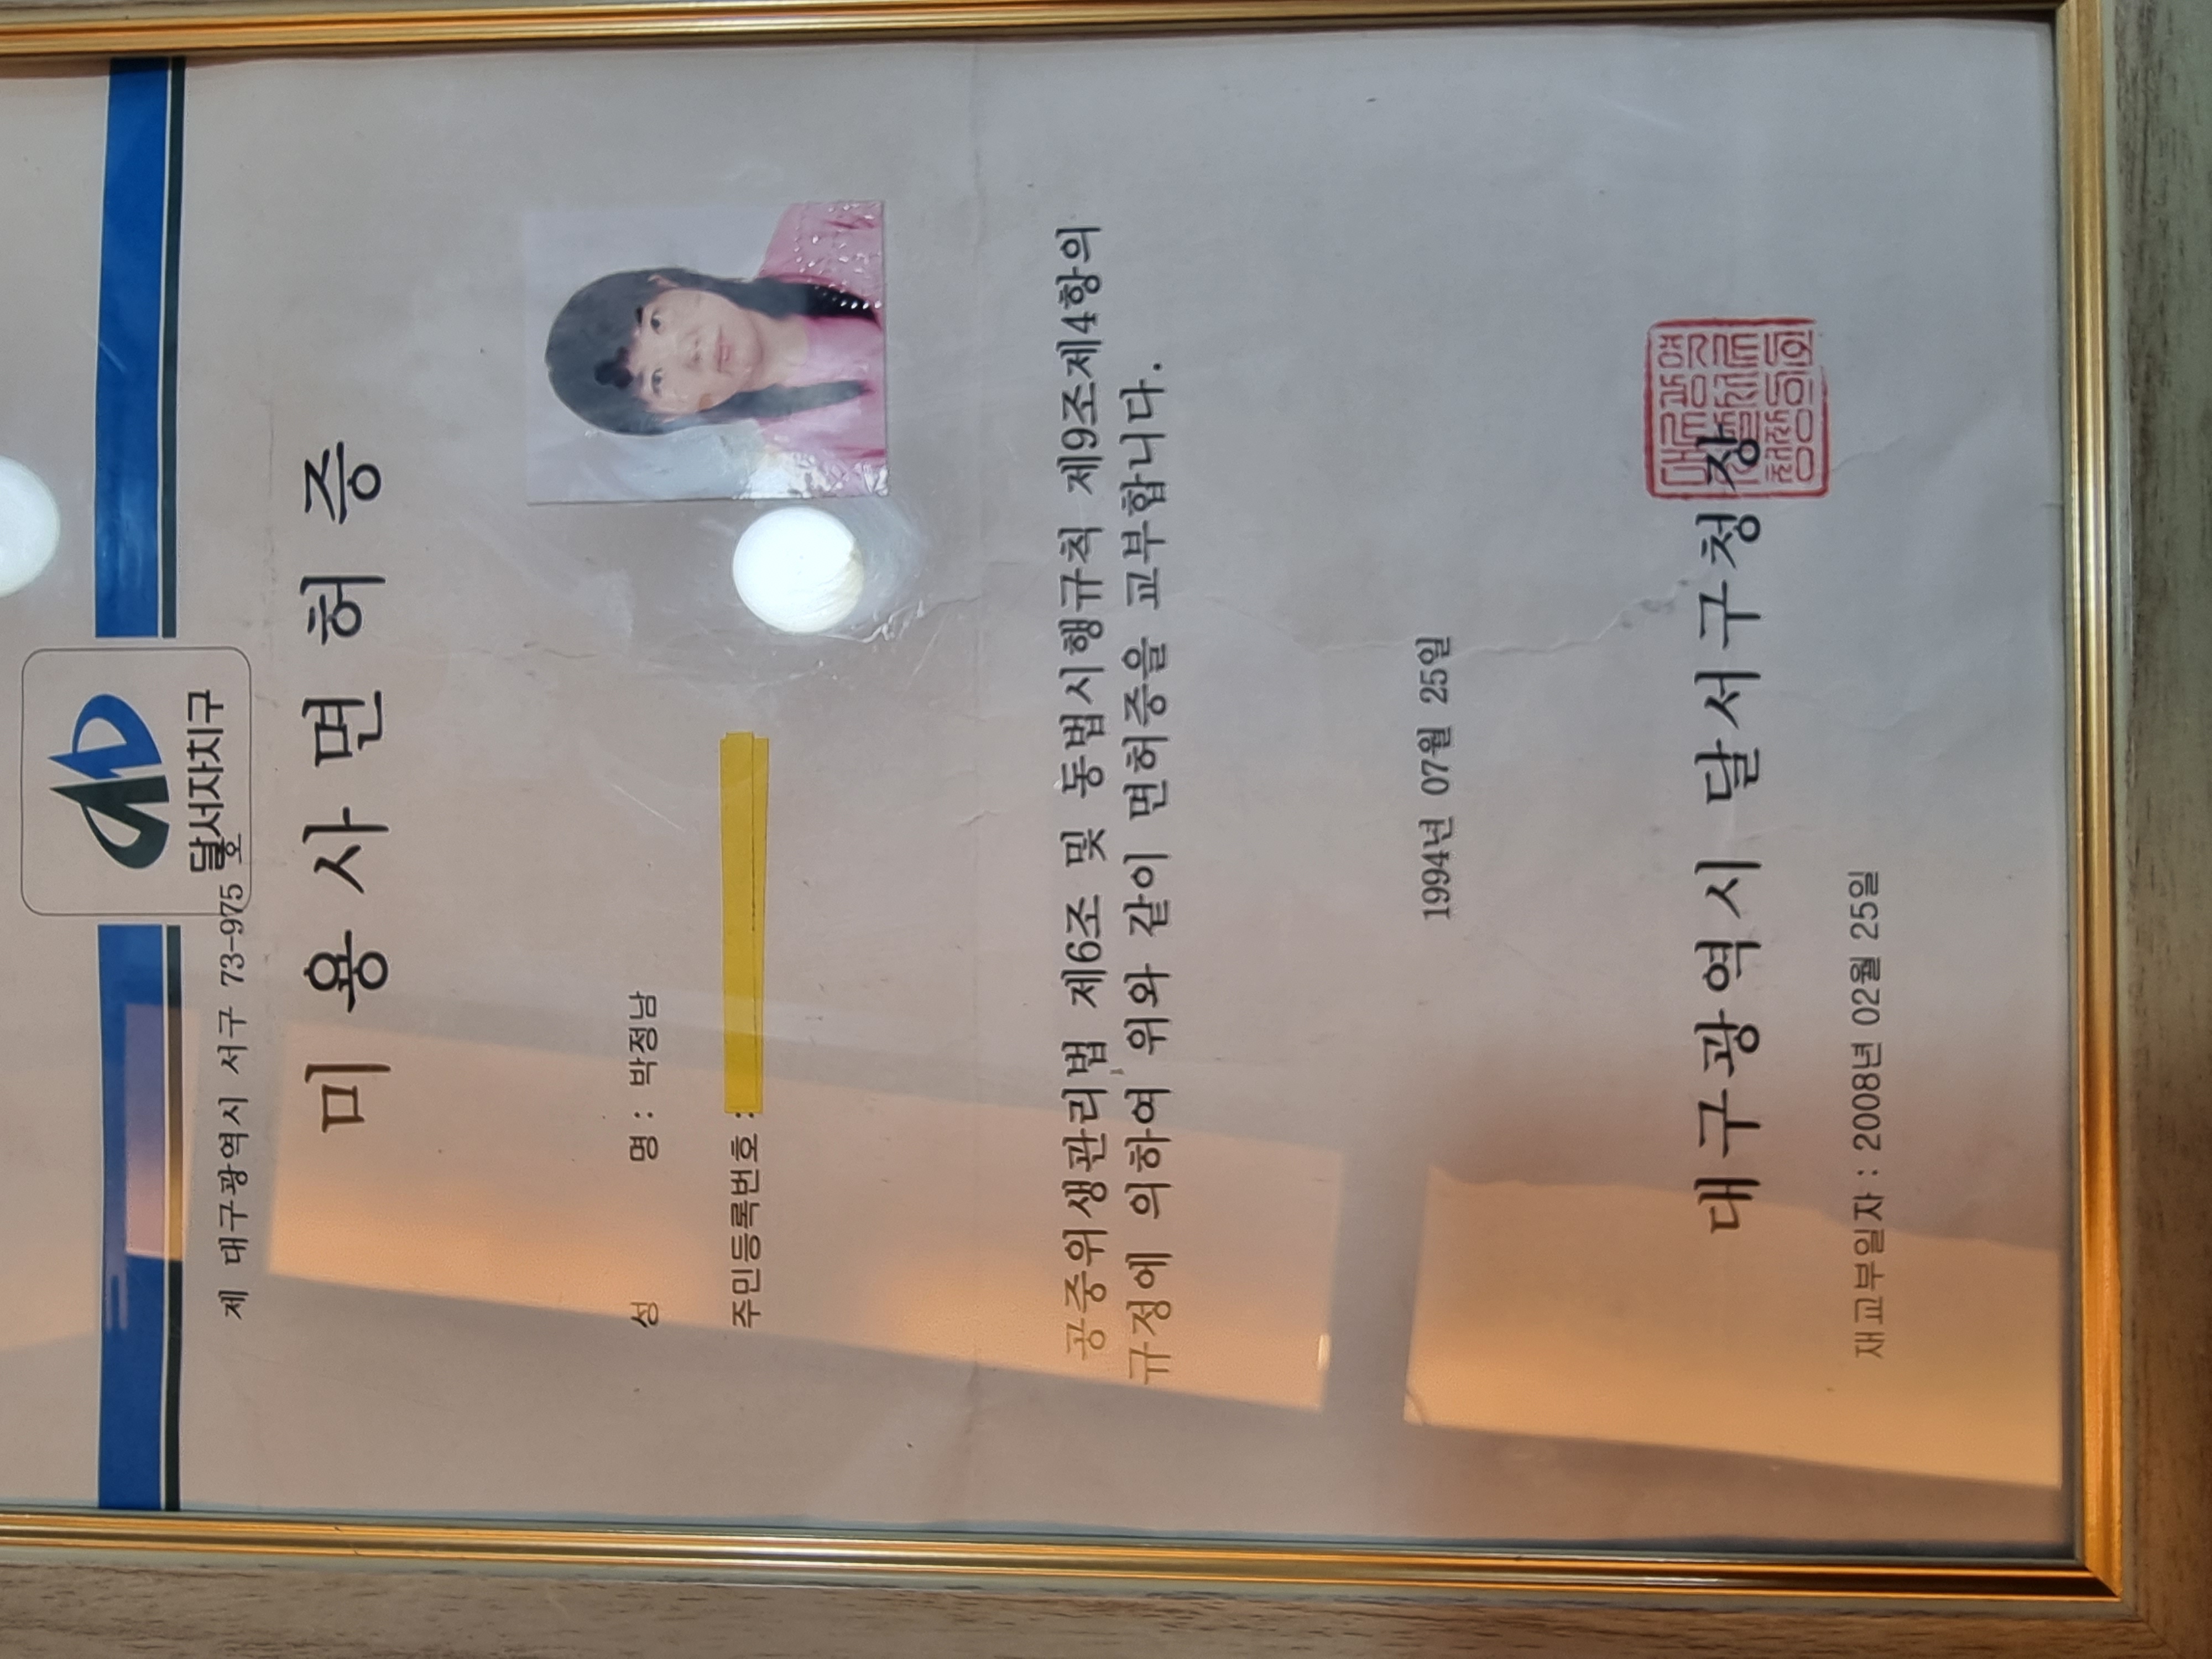 달서자치구
제 대구광역시 서구 73-975 호
미용사면허증
성 명 : 박정남
주민등록번호 :
공중위생관리법 제6조 및 동법시행규칙 제9조제4항의
규정에 의하여 위와 같이 면허증을 교부합니다.
1994년 07월 25일
대구광역시 달서구청장
재교부일자 : 2008년 02월 25일